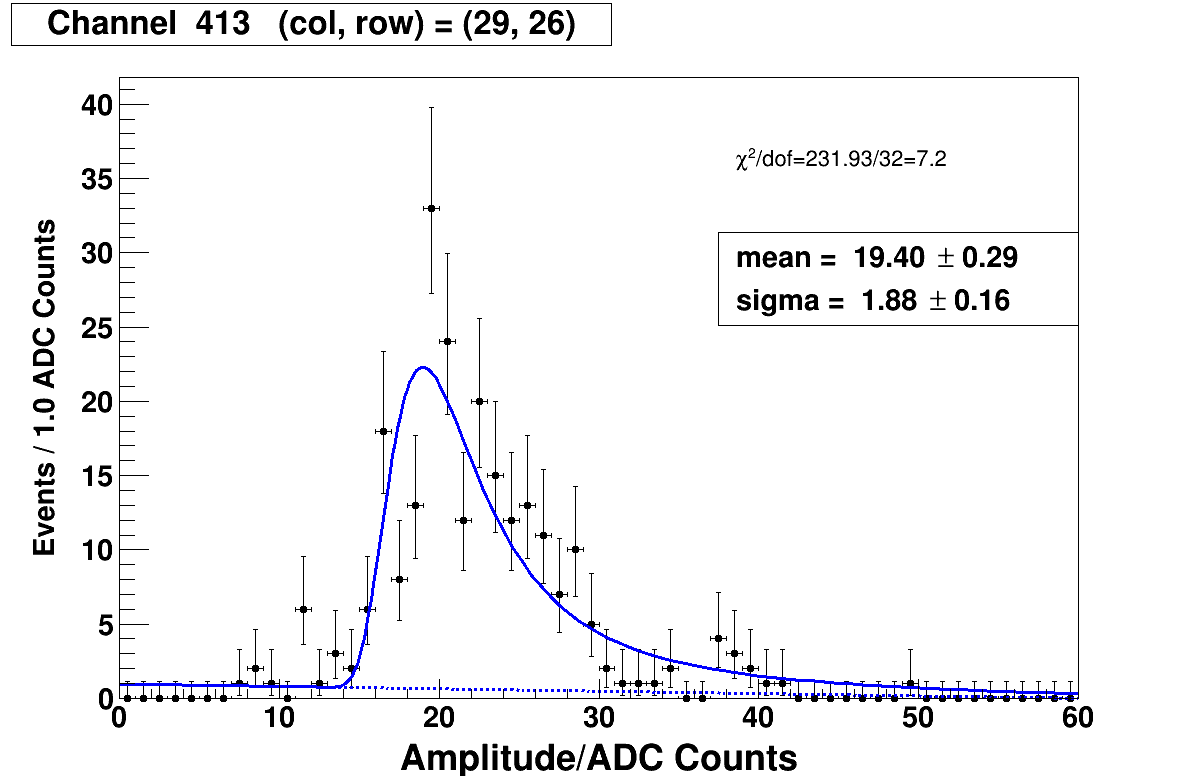 Channel 413 (col, row) = (29, 26)
χ²/dof=231.93/32=7.2
mean = 19.40 ± 0.29
sigma = 1.88 ± 0.16
Events / 1.0 ADC Counts
40
35
30
25
20
15
10
5
0
0 10 20 30 40 50 60
Amplitude/ADC Counts